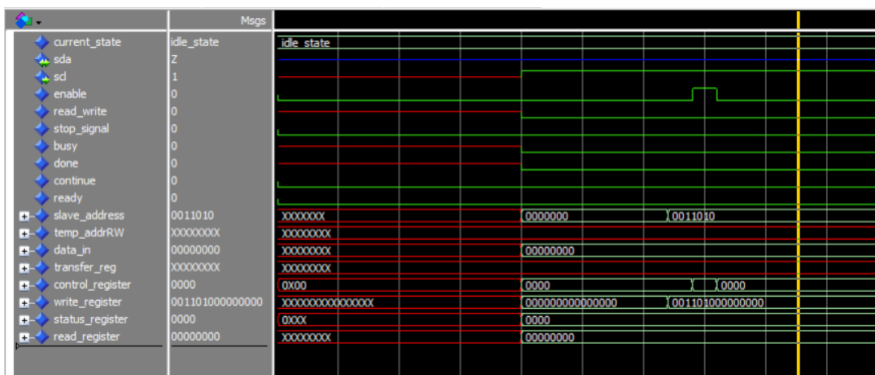 Msgs
current_state idle_state idle_state
sda Z
scl 1
enable 0
read_write 0
stop_signal 0
busy 0
done 0
continue 0
ready 0
slave_address 0011010 XXXXXXX 0000000 0011010
temp_addrRW XXXXXXXX XXXXXXXX
data_in 00000000 XXXXXXXX 00000000
transfer_reg XXXXXXXX XXXXXXXX
control_register 0000 0X00 0000 0000
write_register 001101000000000 XXXXXXXXXXXXXXX 000000000000000 001101000000000
status_register 0000 0XXX 0000
read_register 00000000 XXXXXXXX 00000000